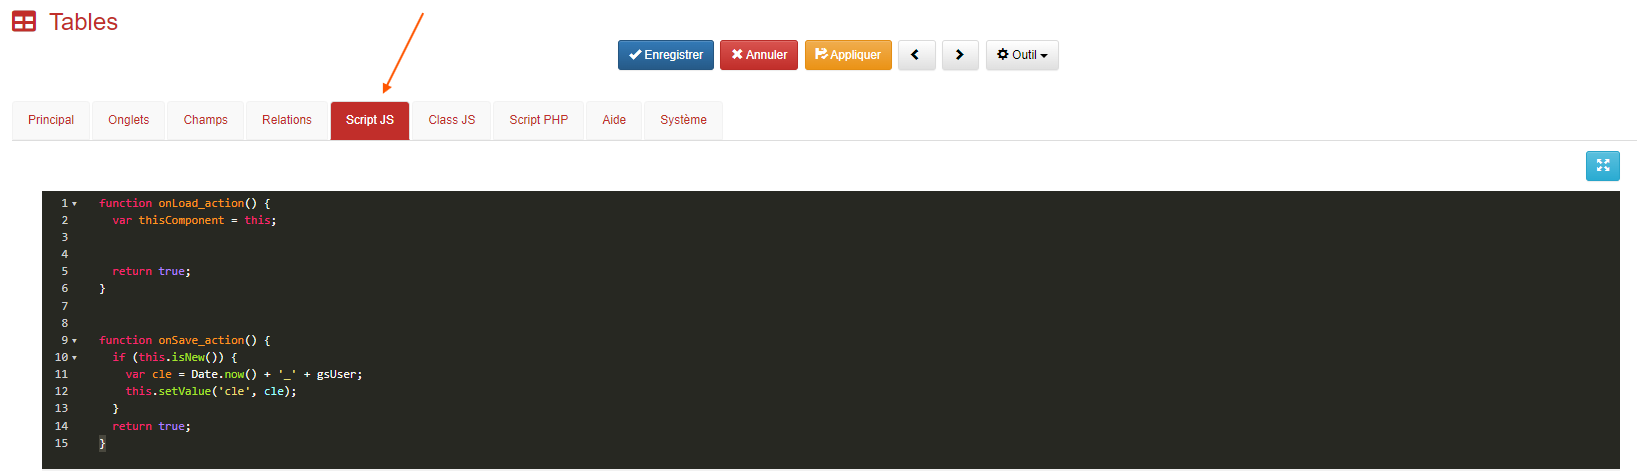 Tables
Enregistrer Annuler Appliquer Outil
Principal Onglets Champs Relations Script JS Class JS Script PHP Aide Système
1 function onLoad_action() {
2 var thisComponent = this;
3
4
5 return true;
6 }
7
8
9 function onSave_action() {
10 if (this.isNew()) {
11 var cle = Date.now() + '_' + gsUser;
12 this.setValue('cle', cle);
13 }
14 return true;
15 }